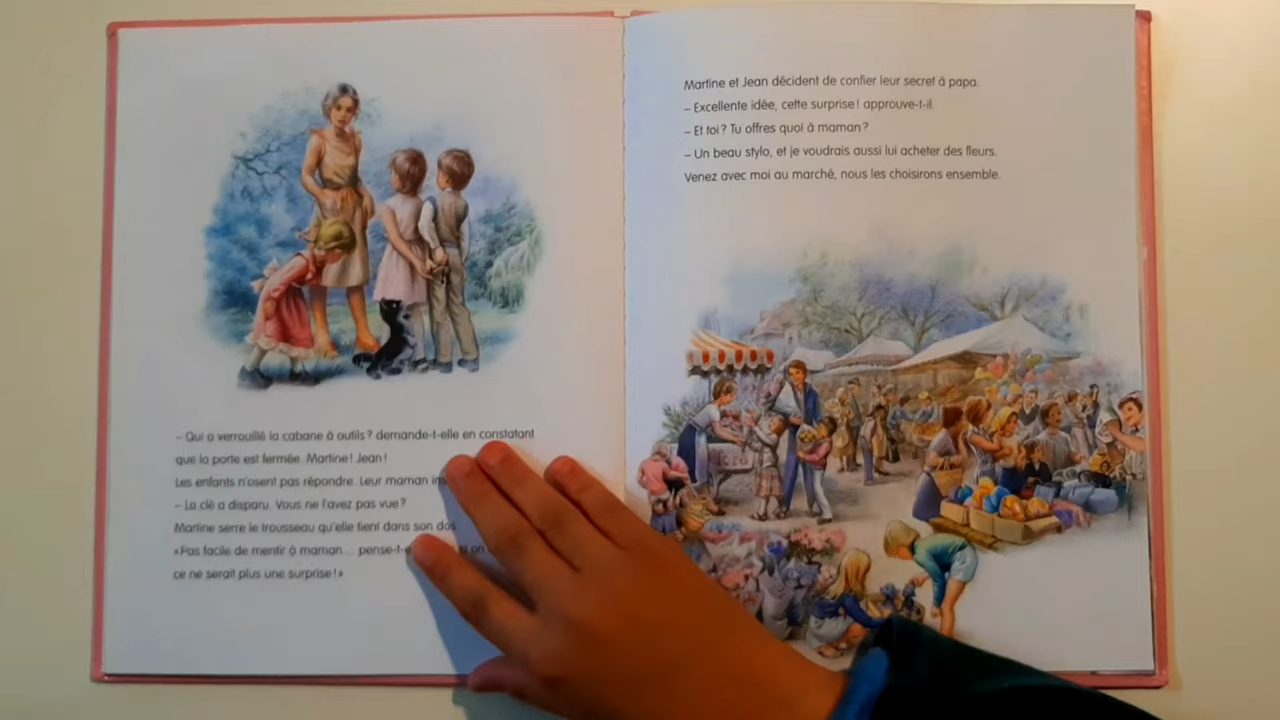 – Qui a verrouillé la cabane à outils ? demande-t-elle en constatant
que la porte est fermée. Martine ! Jean !
Les enfants n'osent pas répondre. Leur maman
– La clé a disparu. Vous ne l'avez pas vue ?
Martine serre le trousseau qu'elle tient dans son dos
« Pas facile de mentir à maman... on
ce ne serait plus une surprise ! »
Martine et Jean décident de confier leur secret à papa.
– Excellente idée, cette surprise ! approuve-t-il.
– Et toi ? Tu offres quoi à maman ?
– Un beau stylo, et je voudrais aussi lui acheter des fleurs.
Venez avec moi au marché, nous les choisirons ensemble.